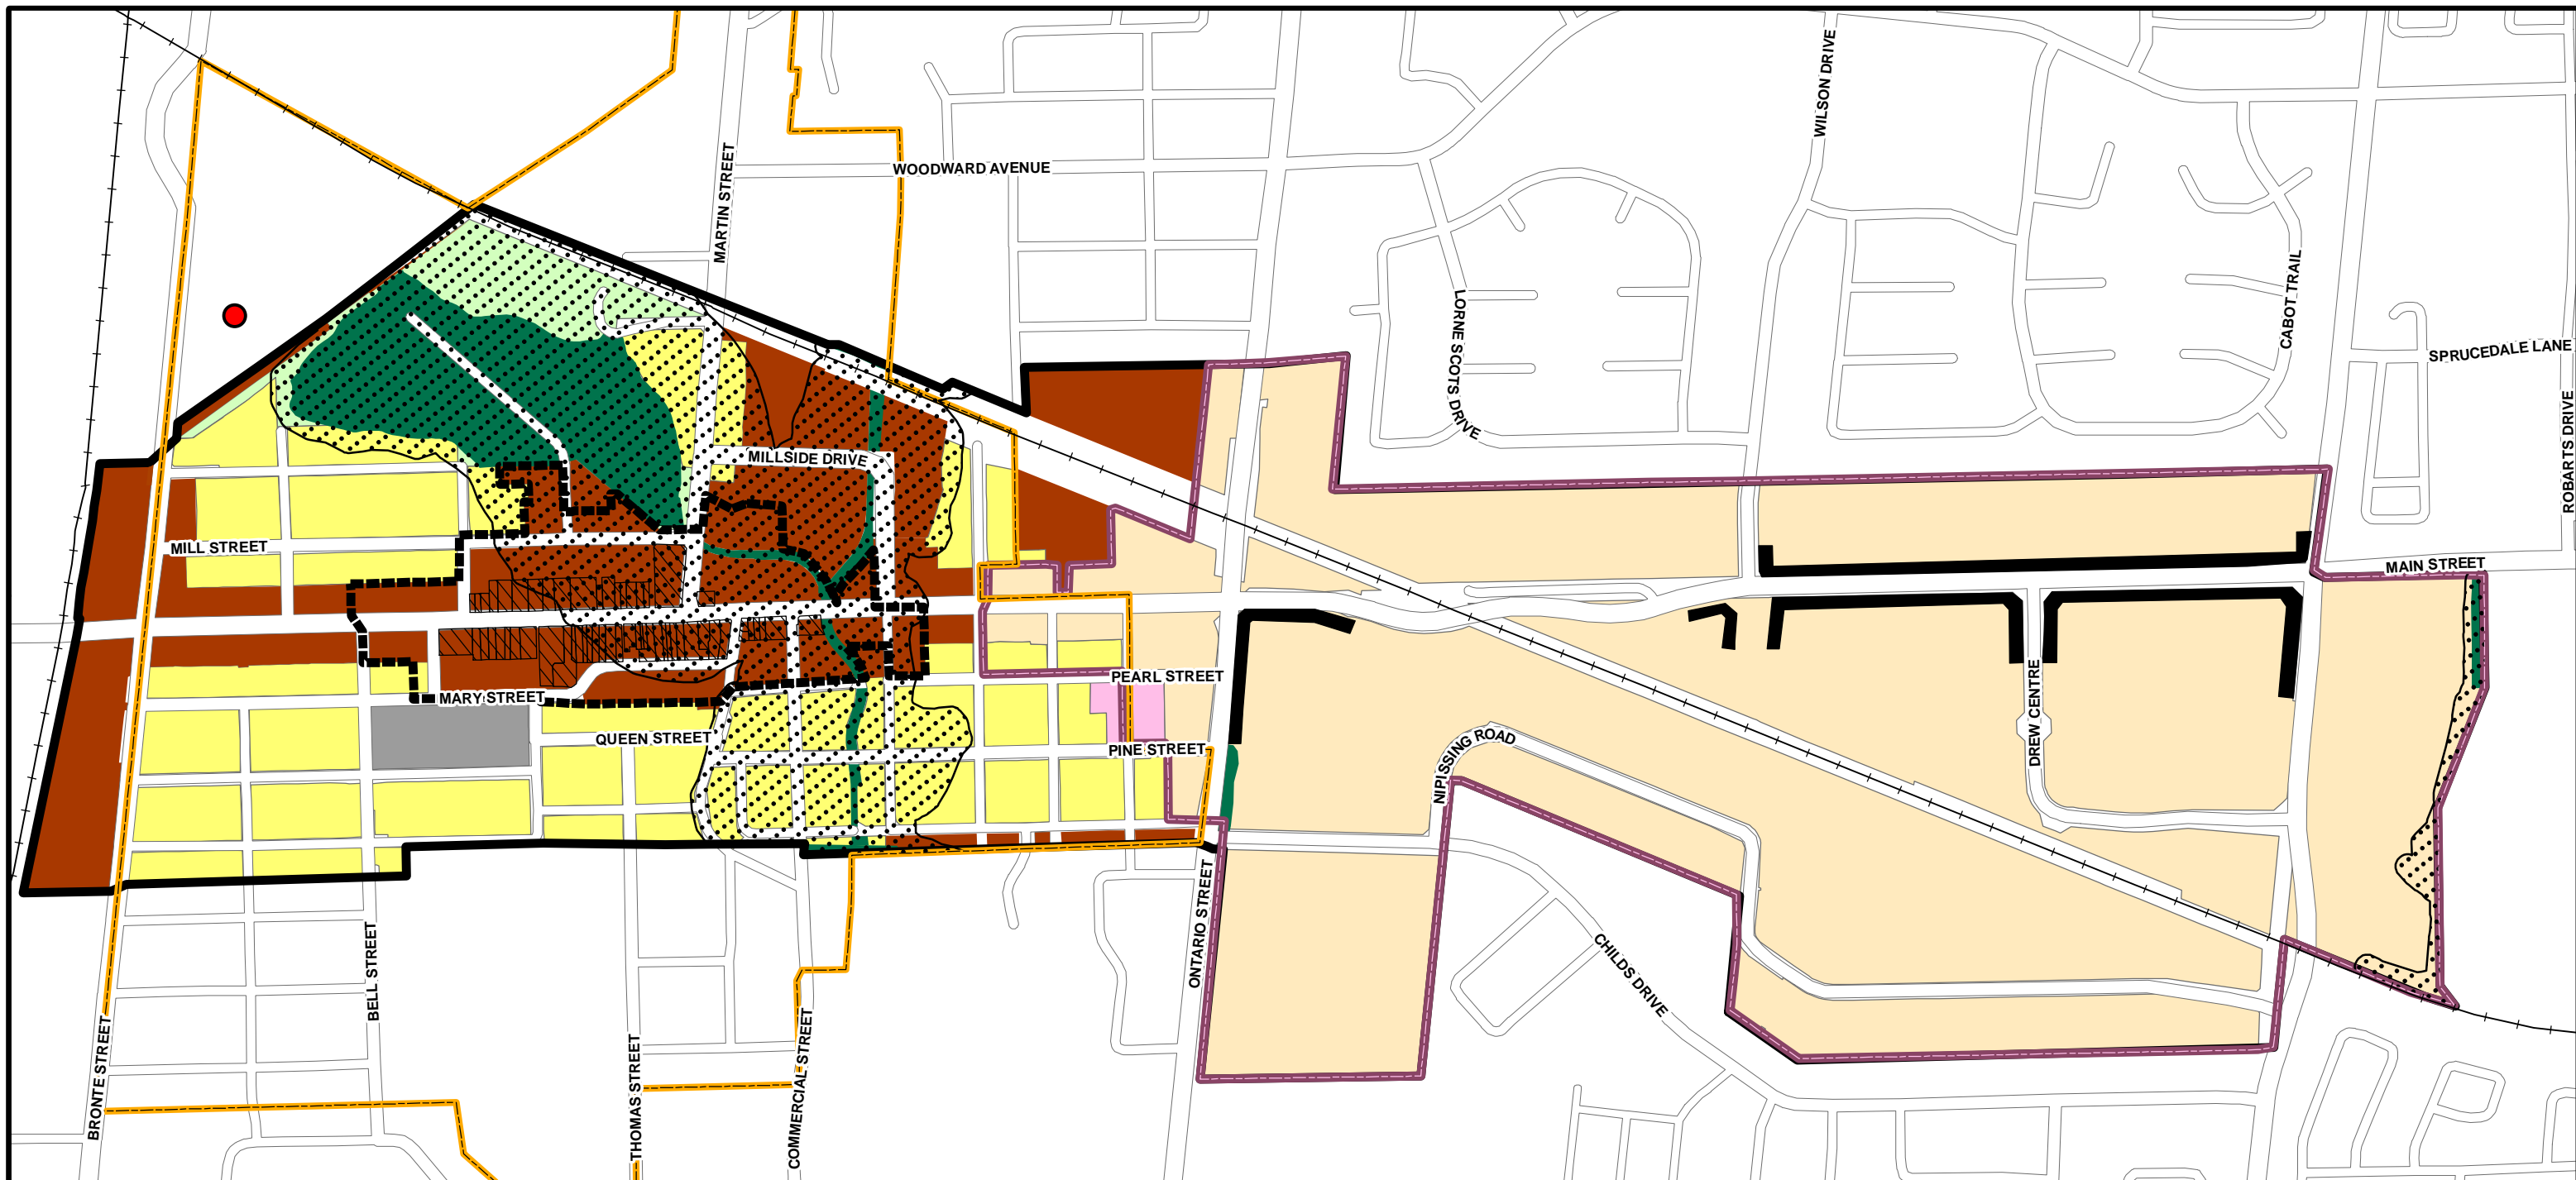 WILSON DRIVE
MARTIN STREET
WOODWARD AVENUE
LORNE SCOTS DRIVE
CABOT TRAIL
SPRUCEDALE LANE
ROBARTS DRIVE
MILLSIDE DRIVE
MILL STREET
MAIN STREET
PEARL STREET
MARY STREET
QUEEN STREET
PINE STREET
NIPISSING ROAD
DREW CENTRE
ONTARIO STREET
CHILDS DRIVE
BELL STREET
BRONTE STREET
THOMAS STREET
COMMERCIAL STREET